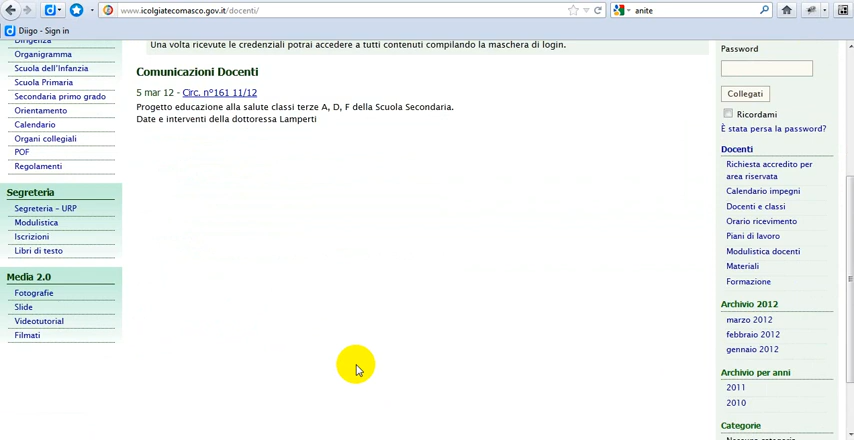 www.icolgiatecomasco.gov.it/docenti/
anite
Diigo - Sign in
Dirigenza
Organigramma
Scuola dell'Infanzia
Scuola Primaria
Secondaria primo grado
Orientamento
Calendario
Organi collegiali
POF
Regolamenti
Segreteria
Segreteria – URP
Modulistica
Iscrizioni
Libri di testo
Media 2.0
Fotografie
Slide
Videotutorial
Filmati
Una volta ricevute le credenziali potrai accedere a tutti contenuti compilando la maschera di login.
Comunicazioni Docenti
5 mar 12 - Circ. n°161 11/12
Progetto educazione alla salute classi terze A, D, F della Scuola Secondaria.
Date e interventi della dottoressa Lamperti
Password
Collegati
Ricordami
È stata persa la password?
Docenti
Richiesta accredito per
area riservata
Calendario impegni
Docenti e classi
Orario ricevimento
Piani di lavoro
Modulistica docenti
Materiali
Formazione
Archivio 2012
marzo 2012
febbraio 2012
gennaio 2012
Archivio per anni
2011
2010
Categorie
Nessuna categoria